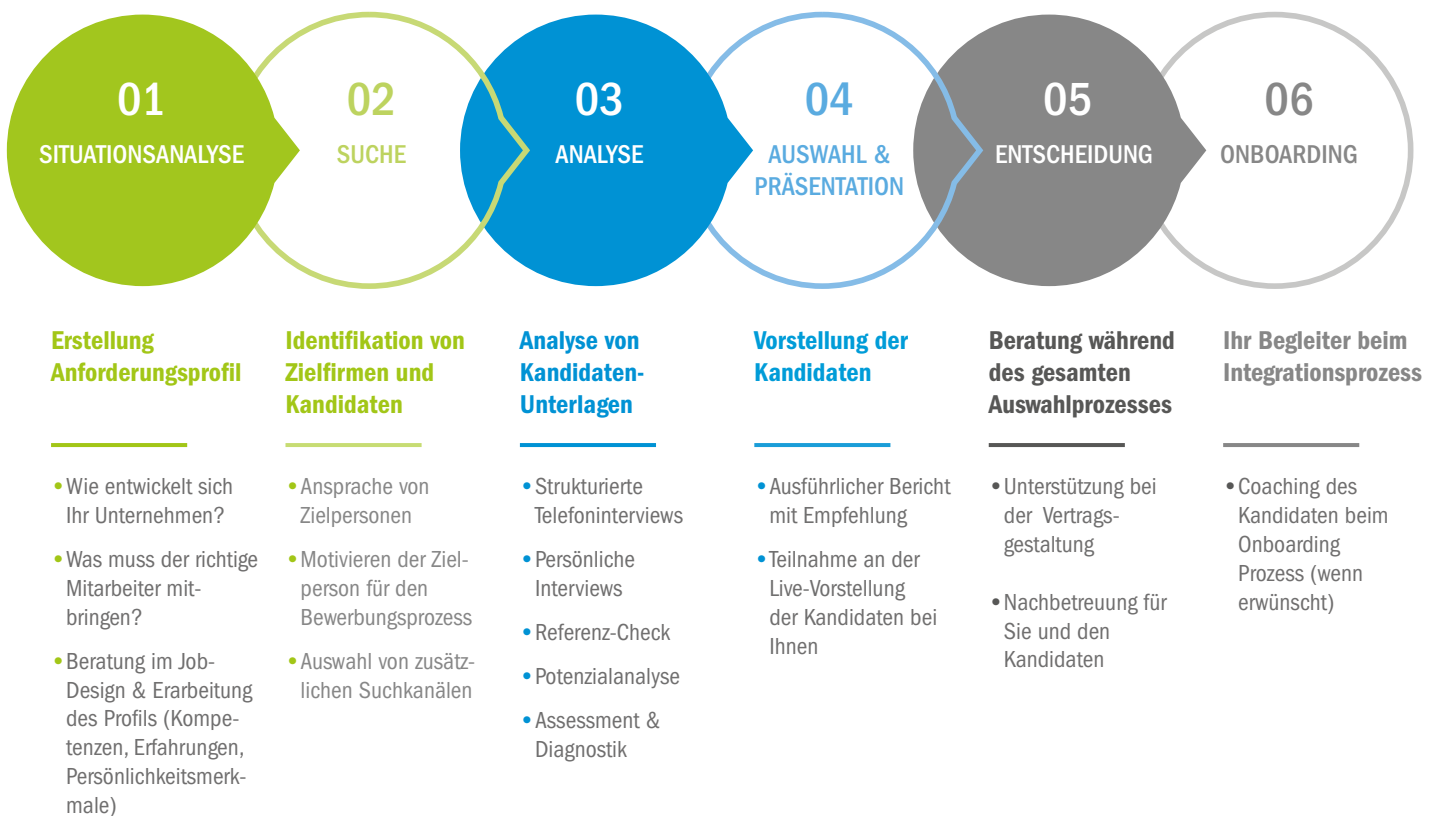 01
SITUATIONSANALYSE
02
SUCHE
03
ANALYSE
04
AUSWAHL &
PRÄSENTATION
05
ENTSCHEIDUNG
06
ONBOARDING
Erstellung
Anforderungsprofil
• Wie entwickelt sich
Ihr Unternehmen?
• Was muss der richtige
Mitarbeiter mit-
bringen?
• Beratung im Job-
Design & Erarbeitung
des Profils (Kompe-
tenzen, Erfahrungen,
Persönlichkeitsmerk-
male)
Identifikation von
Zielfirmen und
Kandidaten
• Ansprache von
Zielpersonen
• Motivieren der Ziel-
person für den
Bewerbungsprozess
• Auswahl von zusätz-
lichen Suchkanälen
Analyse von
Kandidaten-
Unterlagen
• Strukturierte
Telefoninterviews
• Persönliche
Interviews
• Referenz-Check
• Potenzialanalyse
• Assessment &
Diagnostik
Vorstellung der
Kandidaten
• Ausführlicher Bericht
mit Empfehlung
• Teilnahme an der
Live-Vorstellung
der Kandidaten bei
Ihnen
Beratung während
des gesamten
Auswahlprozesses
• Unterstützung bei
der Vertrags-
gestaltung
• Nachbetreuung für
Sie und den
Kandidaten
Ihr Begleiter beim
Integrationsprozess
• Coaching des
Kandidaten beim
Onboarding
Prozess (wenn
erwünscht)